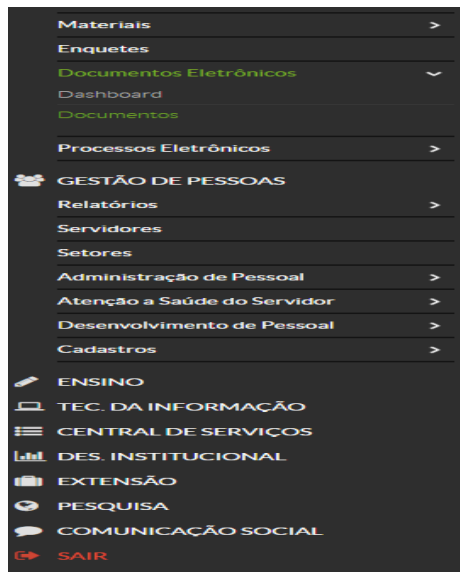 Materiais >
Enquetes
Documentos Eletrônicos
Dashboard
Documentos
Processos Eletrônicos >
GESTÃO DE PESSOAS
Relatórios >
Servidores
Setores
Administração de Pessoal >
Atenção a Saúde do Servidor >
Desenvolvimento de Pessoal >
Cadastros >
ENSINO
TEC. DA INFORMAÇÃO
CENTRAL DE SERVIÇOS
DES. INSTITUCIONAL
EXTENSÃO
PESQUISA
COMUNICAÇÃO SOCIAL
SAIR